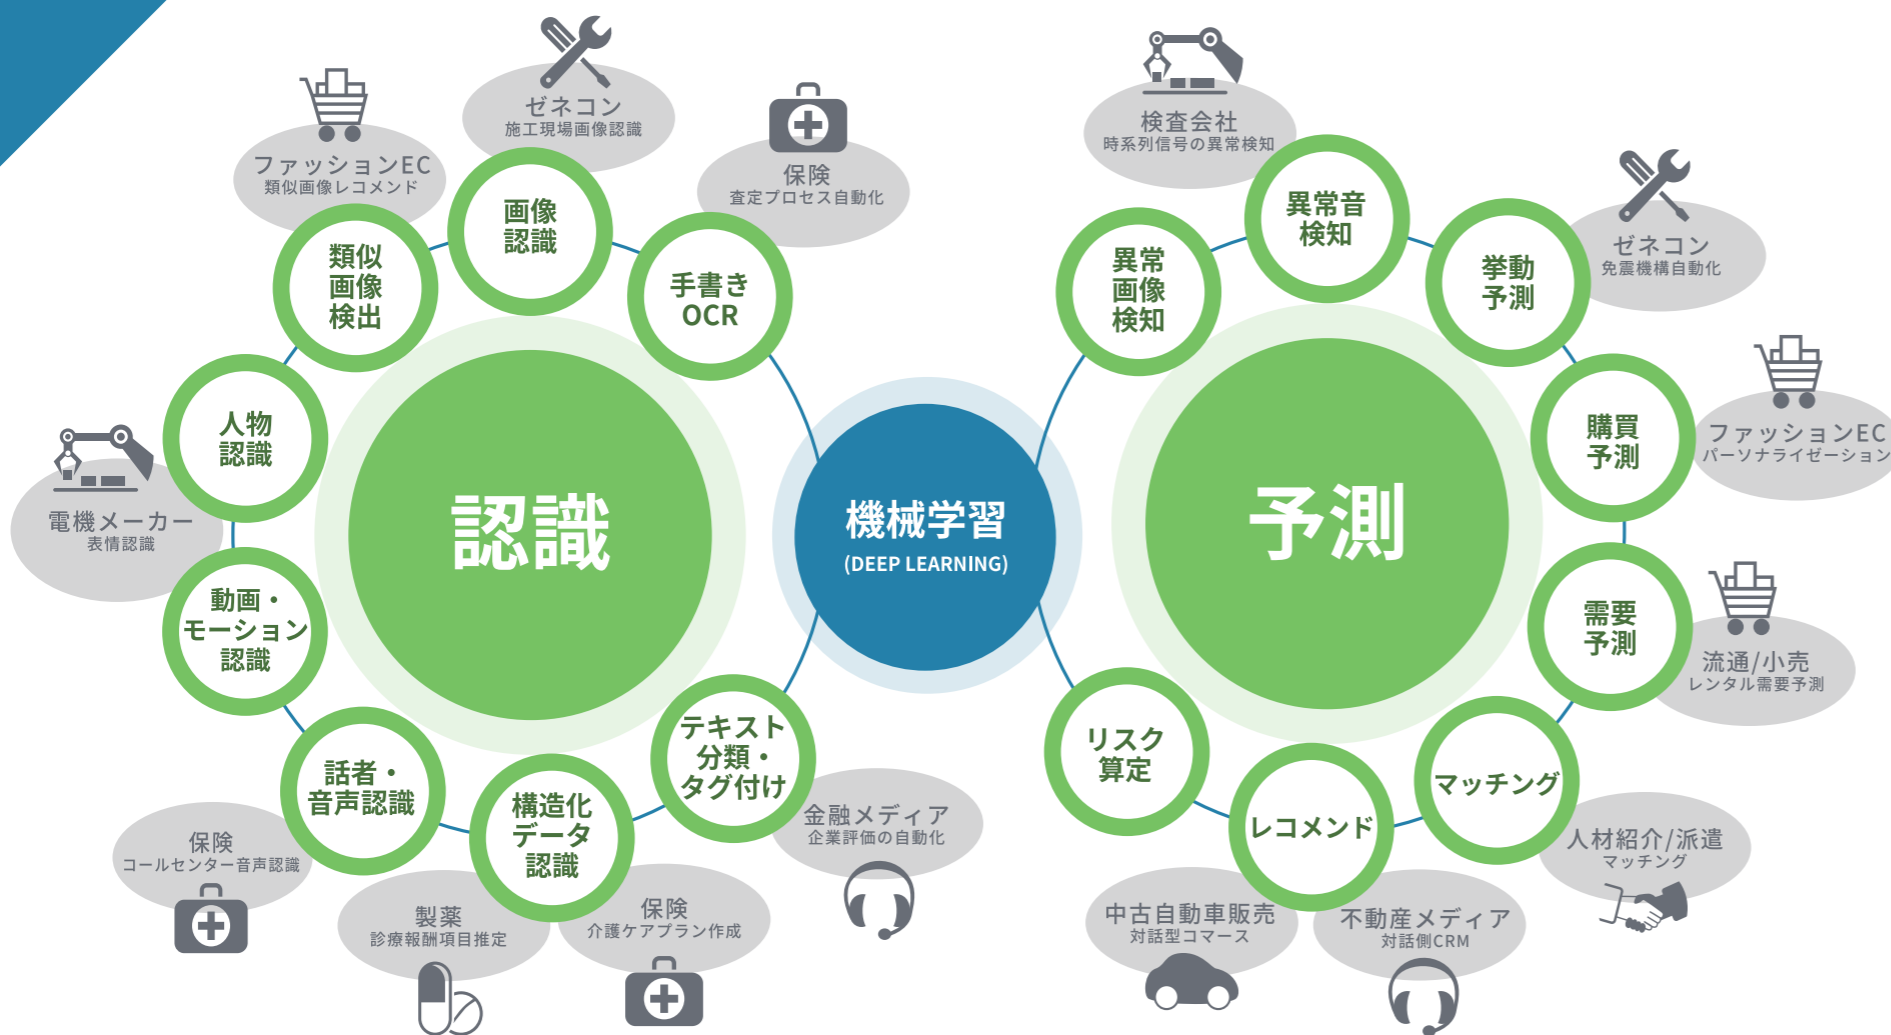 ゼネコン
施工現場画像認識
ファッションEC
類似画像レコメンド
保険
査定プロセス自動化
画像
認識
類似
画像
検出
手書き
OCR
人物
認識
電機メーカー
表情認識
認識
動画・
モーション
認識
話者・
音声認識
保険
コールセンター音声認識
構造化
データ
認識
製薬
診療報酬項目推定
保険
介護ケアプラン作成
テキスト
分類・
タグ付け
金融メディア
企業評価の自動化
機械学習
(DEEP LEARNING)
検査会社
時系列信号の異常検知
異常音
検知
異常
画像
検知
挙動
予測
ゼネコン
免震機構自動化
購買
予測
ファッションEC
パーソナライゼーション
予測
需要
予測
流通/小売
レンタル需要予測
リスク
算定
レコメンド
マッチング
人材紹介/派遣
マッチング
中古自動車販売
対話型コマース
不動産メディア
対話側CRM